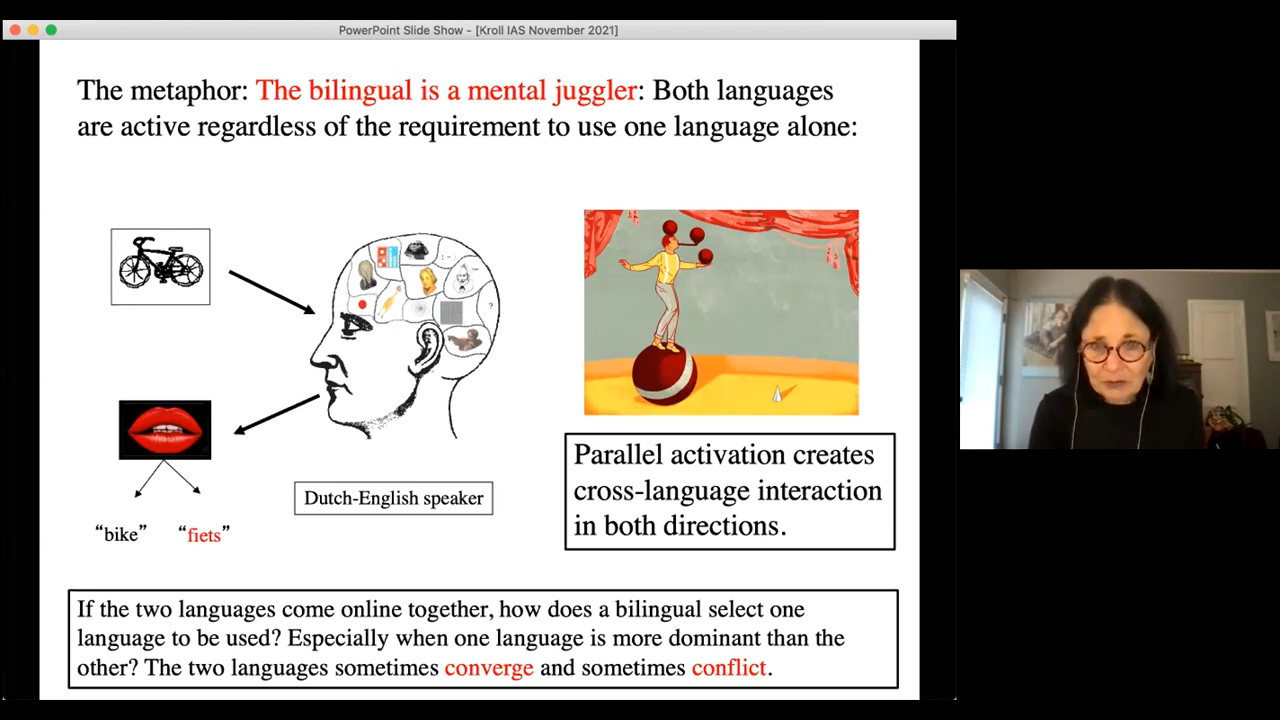 PowerPoint Slide Show - [Kroll IAS November 2021]
The metaphor: The bilingual is a mental juggler: Both languages
are active regardless of the requirement to use one language alone:
?
Dutch-English speaker
“bike” “fiets”
Parallel activation creates
cross-language interaction
in both directions.
If the two languages come online together, how does a bilingual select one
language to be used? Especially when one language is more dominant than the
other? The two languages sometimes converge and sometimes conflict.